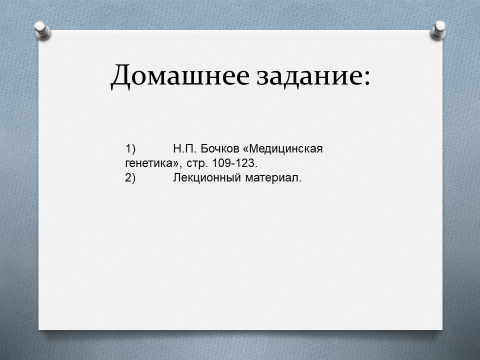 Домашнее задание:
1) Н.П. Бочков «Медицинская
генетика», стр. 109-123.
2) Лекционный материал.